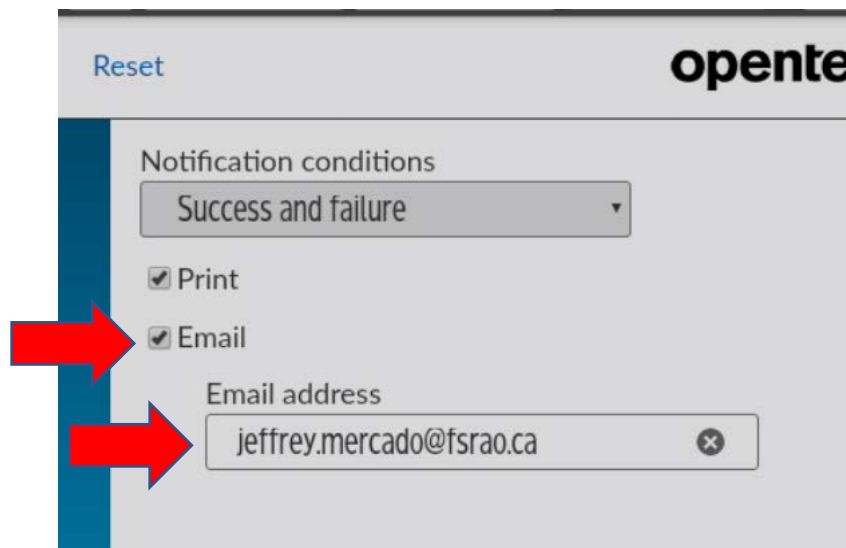 Reset
opente
Notification conditions
Success and failure
Print
Email
Email address
jeffrey.mercado@fsrao.ca